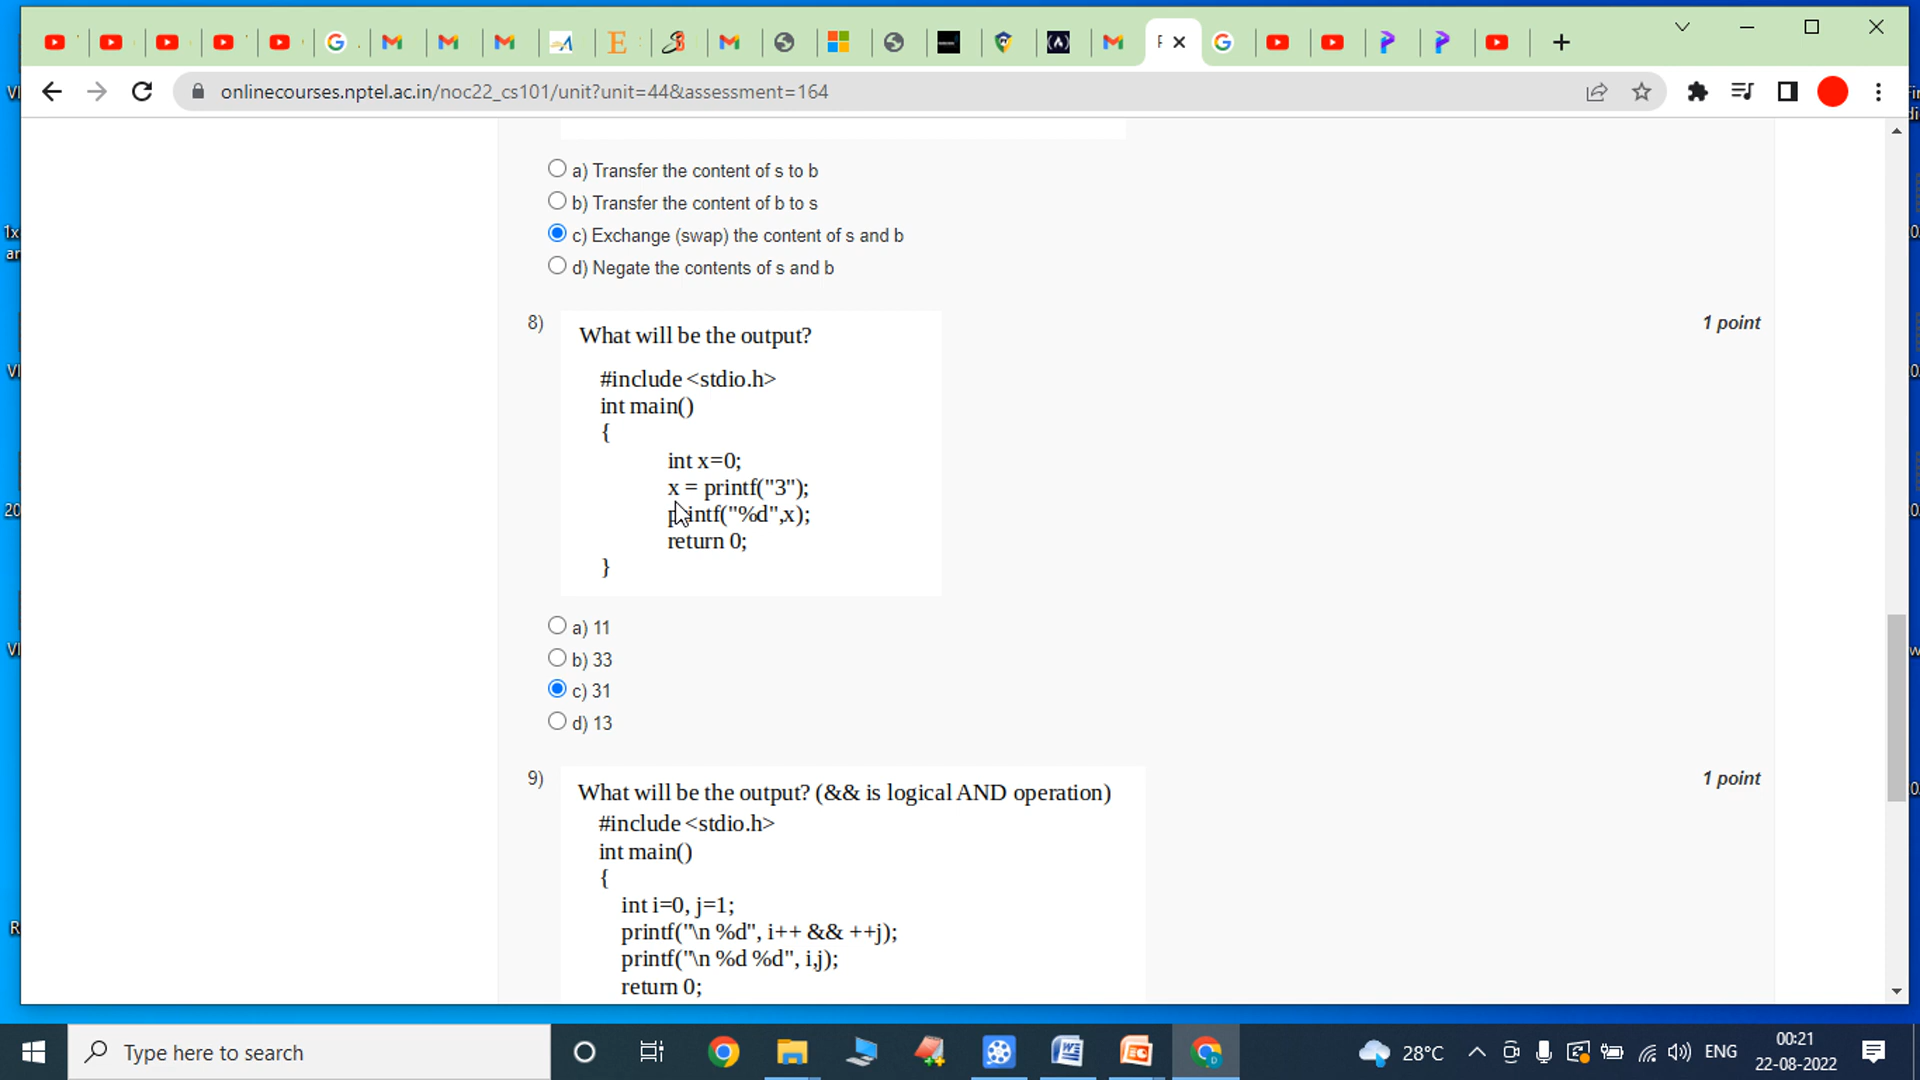 onlinecourses.nptel.ac.in/noc22_cs101/unit?unit=44&assessment=164
a) Transfer the content of s to b
b) Transfer the content of b to s
c) Exchange (swap) the content of s and b
d) Negate the contents of s and b
8)
What will be the output?
1 point
#include <stdio.h>
int main()
{
int x=0;
x = printf("3");
printf("%d",x);
return 0;
}
a) 11
b) 33
c) 31
d) 13
9)
What will be the output? (&& is logical AND operation)
1 point
#include <stdio.h>
int main()
{
int i=0, j=1;
printf("\n %d", i++ && ++j);
printf("\n %d %d", i,j);
return 0;
Type here to search
28°C
ENG
00:21
22-08-2022